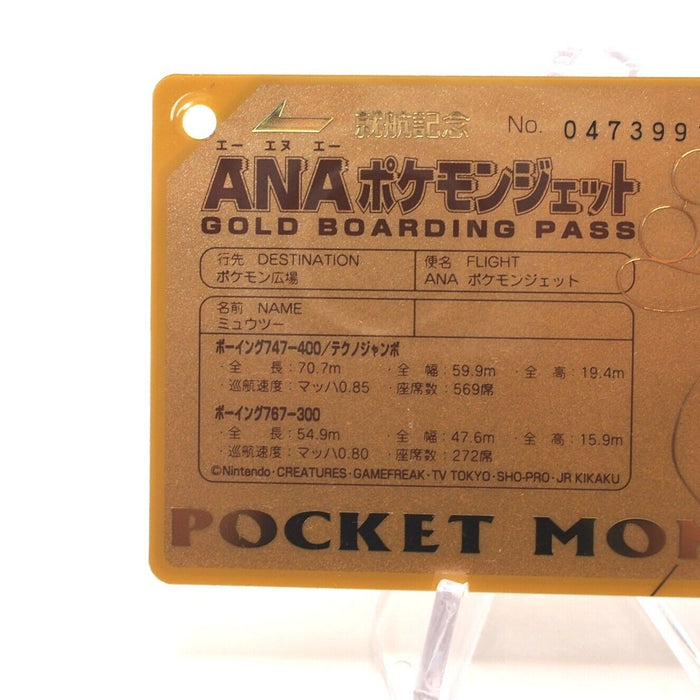 就航記念 No. 047399
エー エヌ エー
ANAポケモンジェット
GOLD BOARDING PASS
行先 DESTINATION
ポケモン広場
便名 FLIGHT
ANA ポケモンジェット
名前 NAME
ミュウツー
ボーイング747-400/テクノジャンボ
・全 長：70.7m ・全 幅：59.9m ・全 高：19.4m
・巡航速度：マッハ0.85 ・座席数：569席
ボーイング767-300
・全 長：54.9m ・全 幅：47.6m ・全 高：15.9m
・巡航速度：マッハ0.80 ・座席数：272席
©Nintendo・CREATURES・GAMEFREAK・TV TOKYO・SHO-PRO・JR KIKAKU
POCKET MO